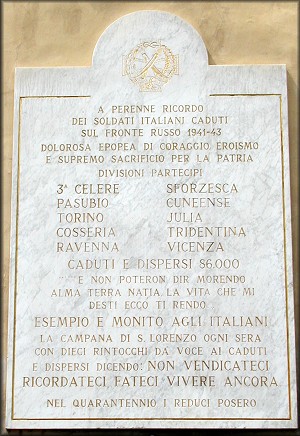 A PERENNE RICORDO
DEI SOLDATI ITALIANI CADUTI
SUL FRONTE RUSSO 1941-43
DOLOROSA EPOPEA DI CORAGGIO, EROISMO
E SUPREMO SACRIFICIO PER LA PATRIA
DIVISIONI PARTECIPI
3ª CELERE SFORZESCA
PASUBIO CUNEENSE
TORINO JULIA
COSSERIA TRIDENTINA
RAVENNA VICENZA
CADUTI E DISPERSI 86.000
"E NON POTERON DIR MORENDO
ALMA TERRA NATIA, LA VITA CHE MI
DESTI ECCO TI RENDO"
ESEMPIO E MONITO AGLI ITALIANI
LA CAMPANA DI S. LORENZO OGNI SERA
CON DIECI RINTOCCHI DA VOCE AI CADUTI
E DISPERSI DICENDO: NON VENDICATECI
RICORDATECI, FATECI VIVERE ANCORA.
NEL QUARANTENNIO I REDUCI POSERO